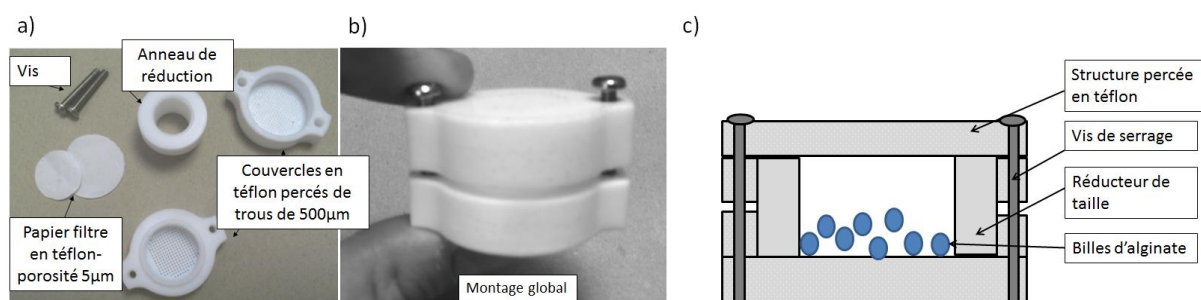 a)
Vis
Anneau de
réduction
Couvercles en
téflon percés de
trous de 500µm
Papier filtre
en téflon-
porosité 5µm
b)
Montage global
c)
Structure percée
en téflon
Vis de serrage
Réducteur de
taille
Billes d'alginate